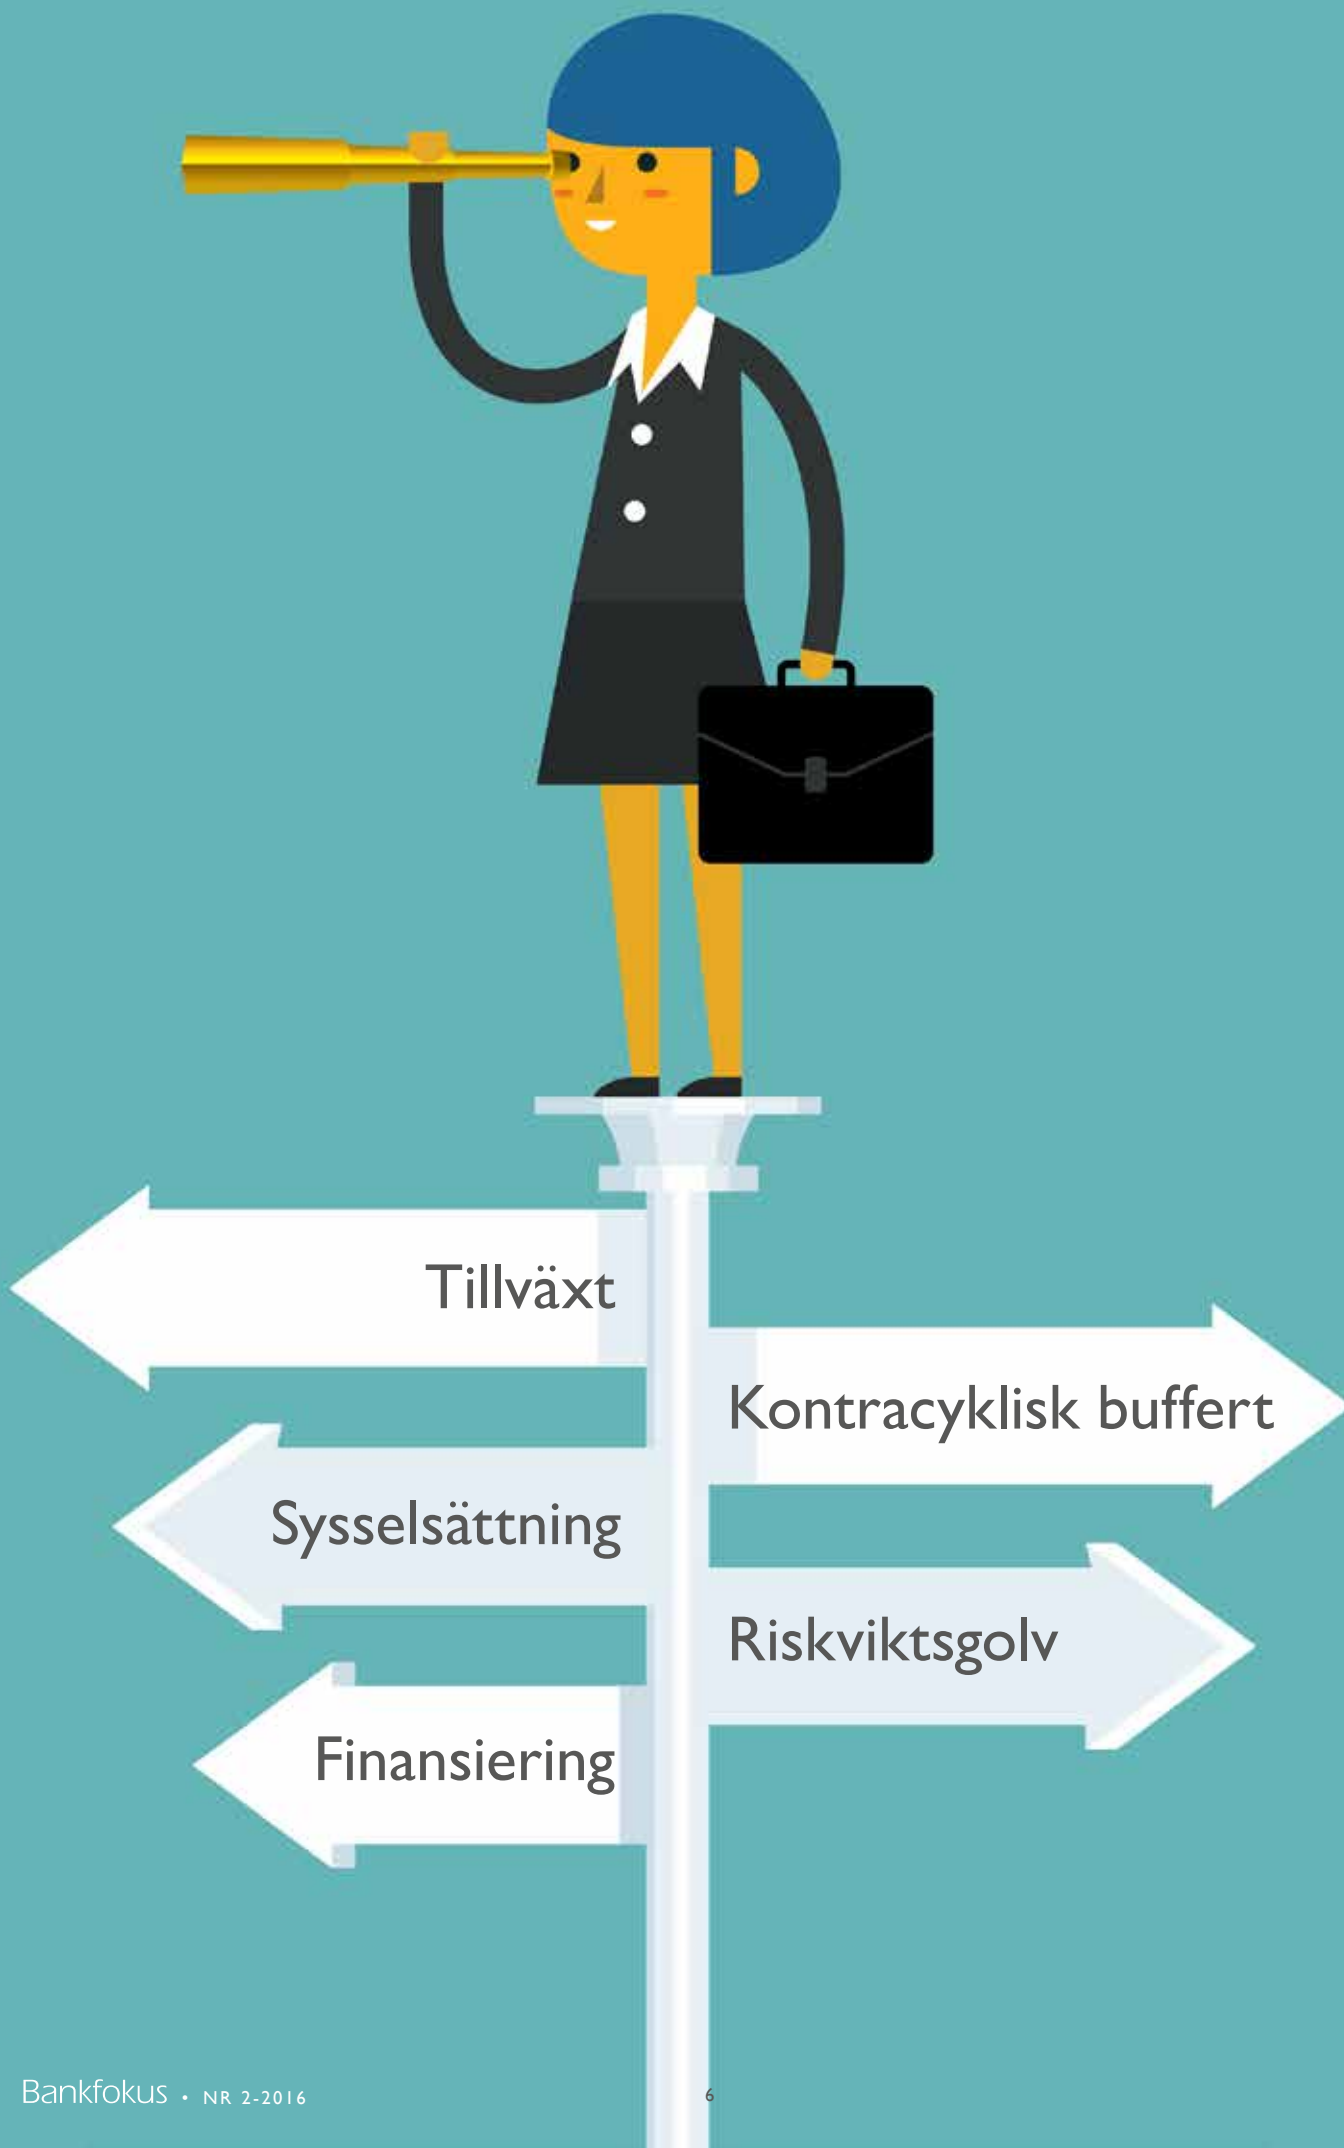 Tillväxt
Kontracyklisk buffert
Sysselsättning
Riskviktsgolv
Finansiering
Bankfokus • NR 2-2016
6